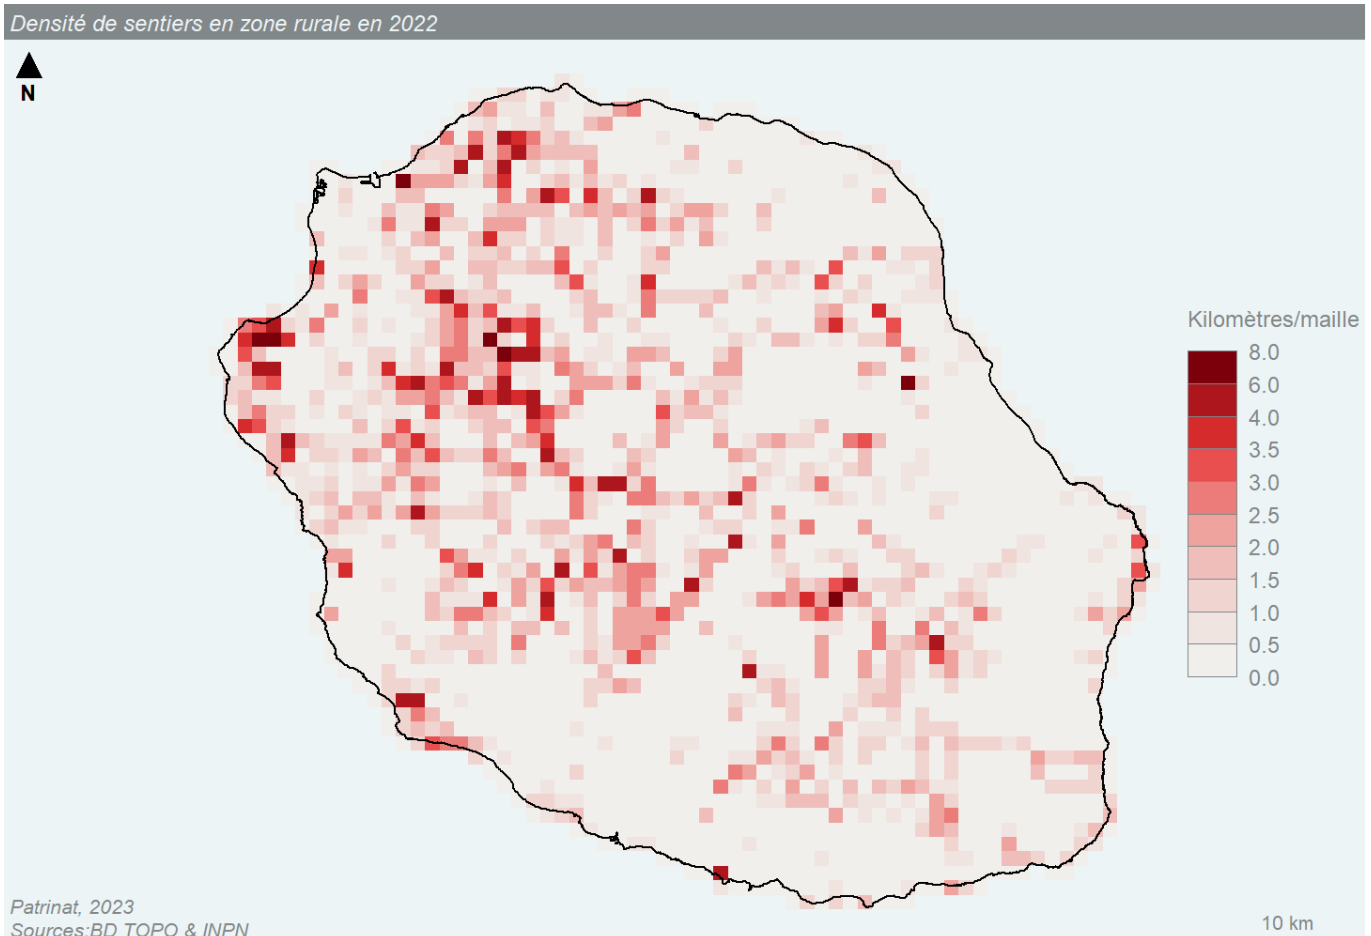 Densité de sentiers en zone rurale en 2022
N
Kilomètres/maille
8.0
6.0
4.0
3.5
3.0
2.5
2.0
1.5
1.0
0.5
0.0
Patrinat, 2023
Sources:BD TOPO & INPN
10 km